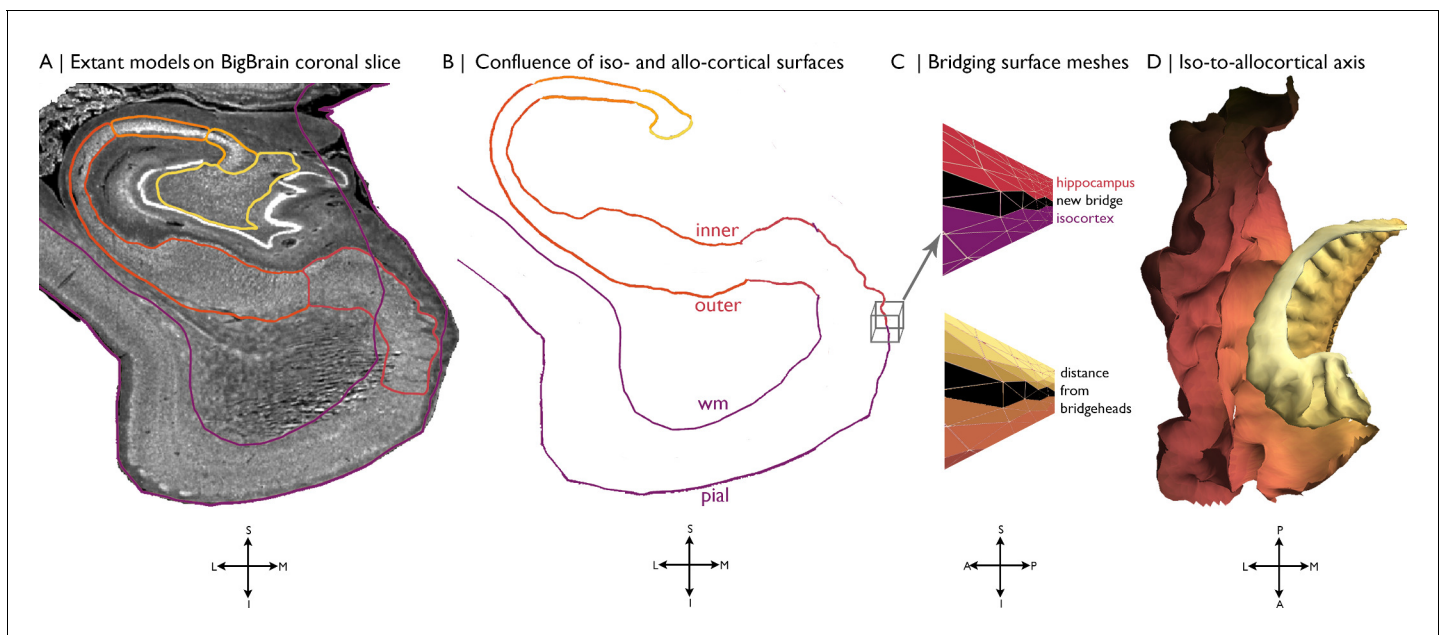 A | Extant models on BigBrain coronal slice
B | Confluence of iso- and allo-cortical surfaces
C | Bridging surface meshes
D | Iso-to-allocortical axis
inner
outer
wm
pial
hippocampus
new bridge
isocortex
distance
from
bridgeheads
S
L M
I
S
L M
I
S
A P
I
P
L M
A